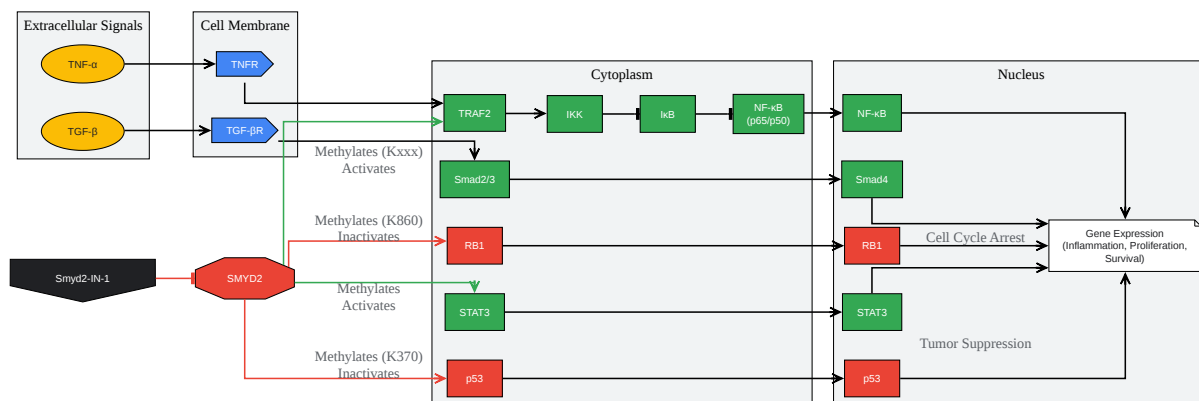 Extracellular Signals
Cell Membrane
TNF-α
TNFR
TGF-β
TGF-βR
Cytoplasm
Nucleus
TRAF2
IKK
IκB
NF-κB
(p65/p50)
NF-κB
Methylates (Kxxx)
Activates
Smad2/3
Smad4
Methylates (K860)
Inactivates
RB1
RB1
Cell Cycle Arrest
Gene Expression
(Inflammation, Proliferation,
Survival)
Smyd2-IN-1
SMYD2
Methylates
Activates
STAT3
STAT3
Tumor Suppression
Methylates (K370)
Inactivates
p53
p53